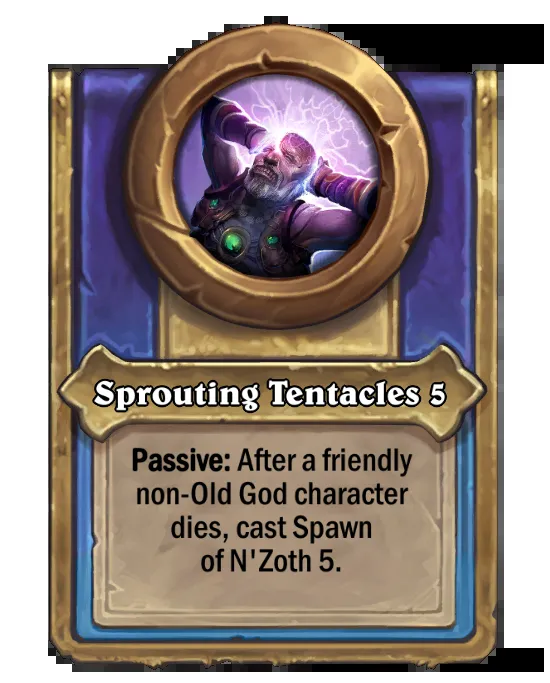 Sprouting Tentacles 5
Passive: After a friendly
non-Old God character
dies, cast Spawn
of N'Zoth 5.